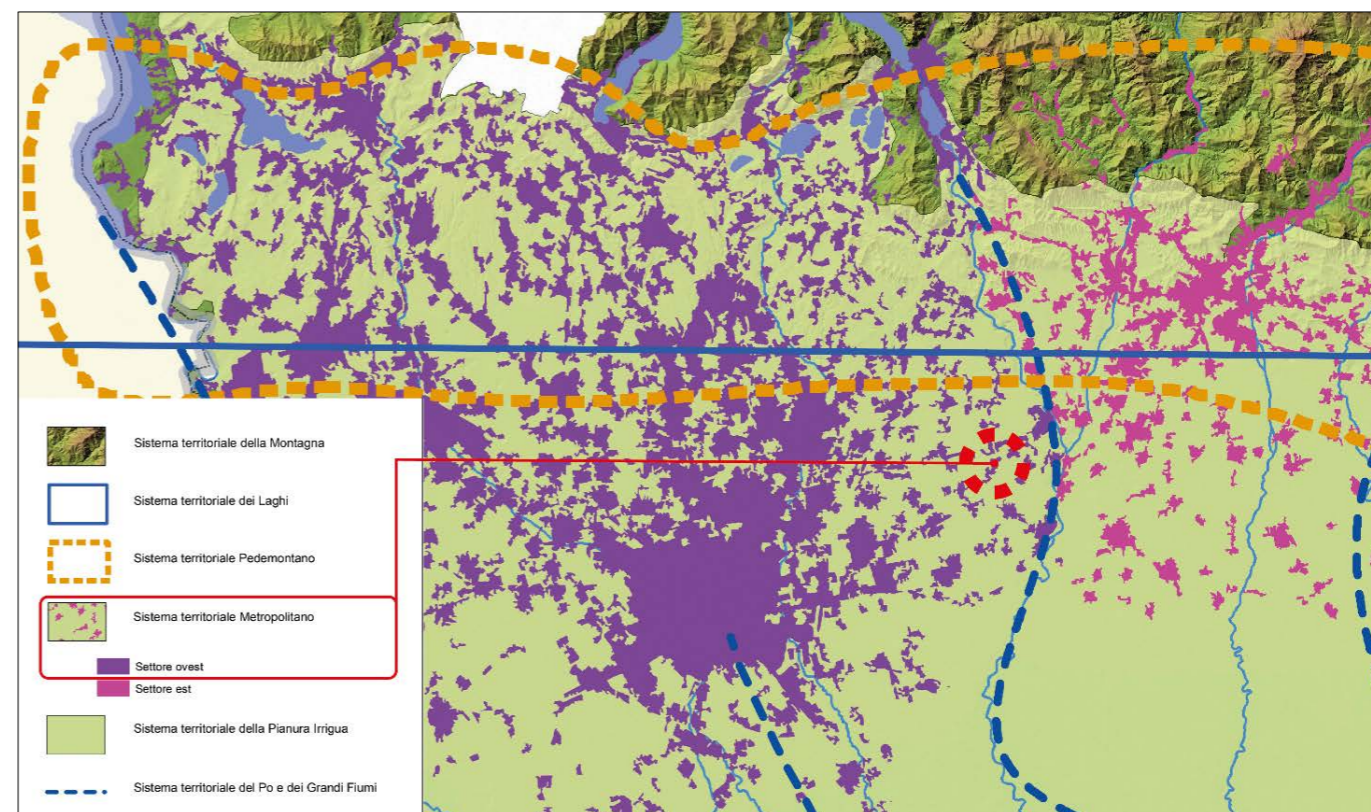 Sistema territoriale della Montagna
Sistema territoriale dei Laghi
Sistema territoriale Pedemontano
Sistema territoriale Metropolitano
Settore ovest
Settore est
Sistema territoriale della Pianura Irrigua
Sistema territoriale del Po e dei Grandi Fiumi